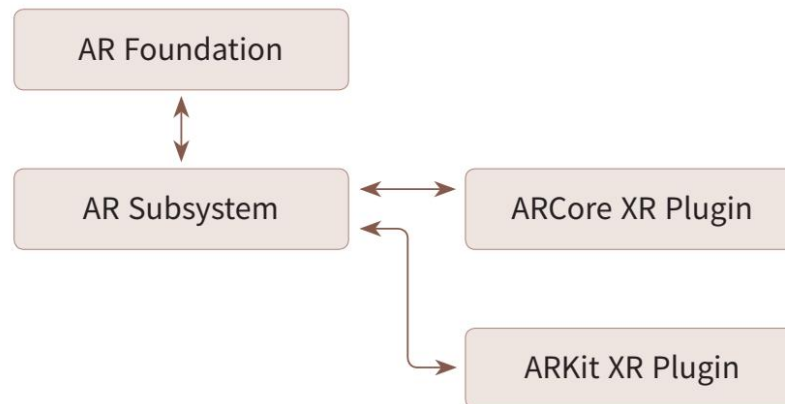 AR Foundation
AR Subsystem
ARCore XR Plugin
ARKit XR Plugin